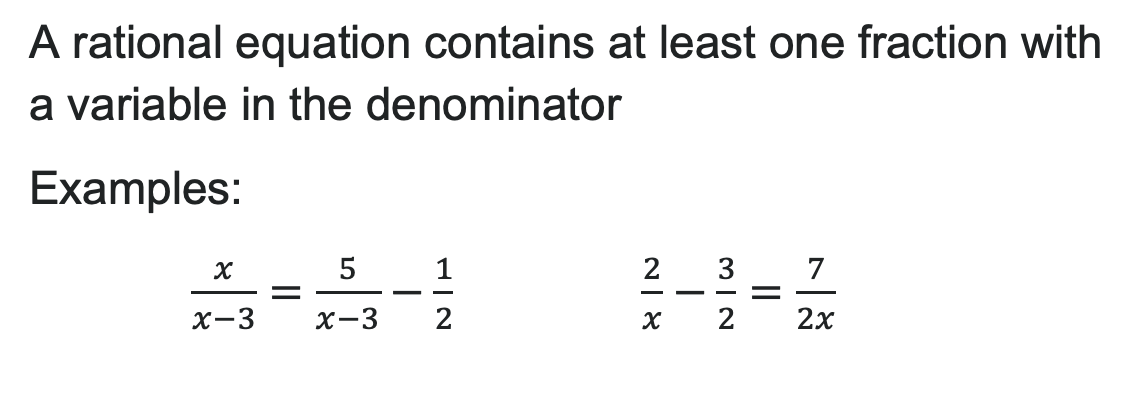 A rational equation contains at least one fraction with
a variable in the denominator
Examples:
x/(x−3) = 5/(x−3) − 1/2    2/x − 3/2 = 7/(2x)